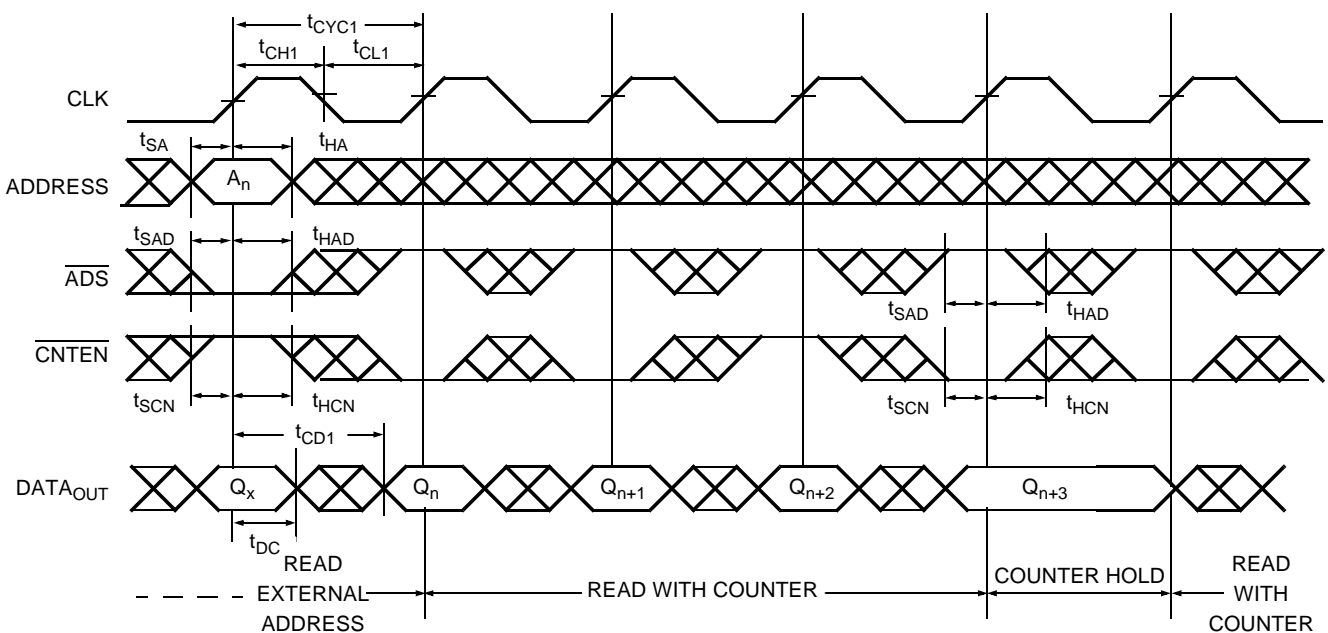 tCYC1
tCH1 tCL1
CLK
tSA tHA
ADDRESS An
tSAD tHAD
ADS
tSAD tHAD
CNTEN
tSCN tHCN tSCN tHCN
tCD1
DATAOUT Qx Qn Qn+1 Qn+2 Qn+3
tDC
READ EXTERNAL ADDRESS
READ WITH COUNTER
COUNTER HOLD
READ WITH COUNTER